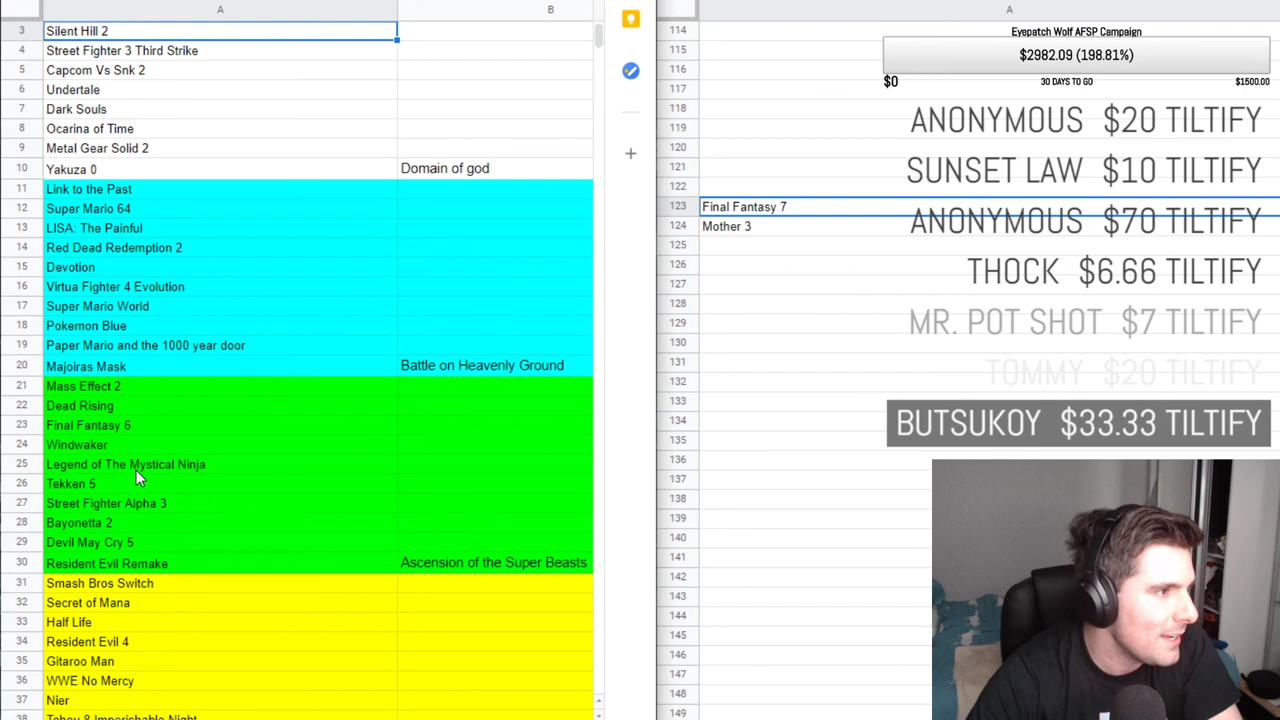 A B
3 Silent Hill 2
4 Street Fighter 3 Third Strike
5 Capcom Vs Snk 2
6 Undertale
7 Dark Souls
8 Ocarina of Time
9 Metal Gear Solid 2
10 Yakuza 0 Domain of god
11 Link to the Past
12 Super Mario 64
13 LISA: The Painful
14 Red Dead Redemption 2
15 Devotion
16 Virtua Fighter 4 Evolution
17 Super Mario World
18 Pokemon Blue
19 Paper Mario and the 1000 year door
20 Majoiras Mask Battle on Heavenly Ground
21 Mass Effect 2
22 Dead Rising
23 Final Fantasy 6
24 Windwaker
25 Legend of The Mystical Ninja
26 Tekken 5
27 Street Fighter Alpha 3
28 Bayonetta 2
29 Devil May Cry 5
30 Resident Evil Remake Ascension of the Super Beasts
31 Smash Bros Switch
32 Secret of Mana
33 Half Life
34 Resident Evil 4
35 Gitaroo Man
36 WWE No Mercy
37 Nier
38 Tohou 8 Imperishable Night
A
114
115
116
117
118
119
120
121
122
123 Final Fantasy 7
124 Mother 3
125
126
127
128
129
130
131
132
133
134
135
136
137
138
139
140
141
142
143
144
145
146
147
148
149
Eyepatch Wolf AFSP Campaign
$2982.09 (198.81%)
$0 30 DAYS TO GO $1500.00
ANONYMOUS $20 TILTIFY
SUNSET LAW $10 TILTIFY
ANONYMOUS $70 TILTIFY
THOCK $6.66 TILTIFY
MR. POT SHOT $7 TILTIFY
TOMMY $20 TILTIFY
BUTSUKOY $33.33 TILTIFY